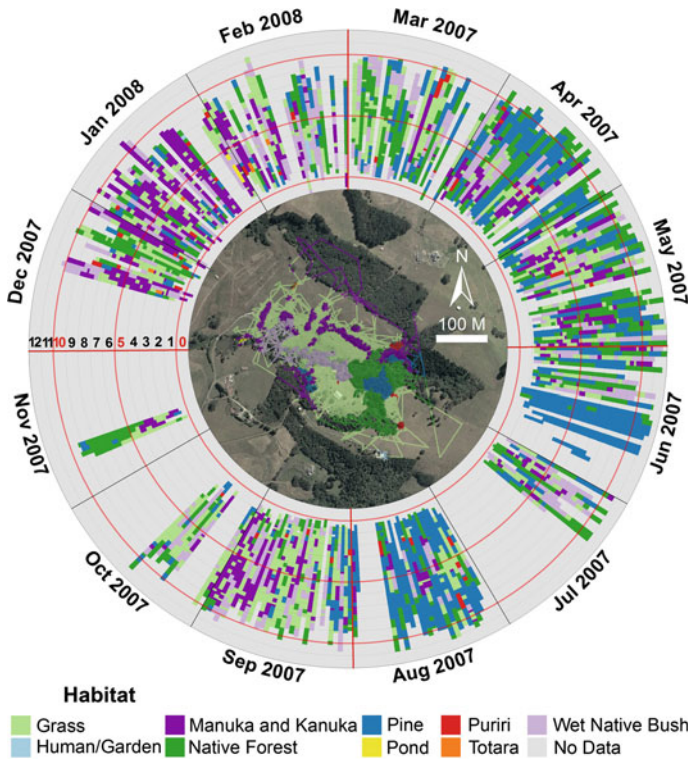 Feb 2008
Mar 2007
Jan 2008
Apr 2007
Dec 2007
May 2007
N
100 M
12 11 10 9 8 7 6 5 4 3 2 1 0
Nov 2007
Jun 2007
Oct 2007
Jul 2007
Sep 2007
Aug 2007
Habitat
Grass
Manuka and Kanuka
Pine
Puriri
Wet Native Bush
Human/Garden
Native Forest
Pond
Totara
No Data